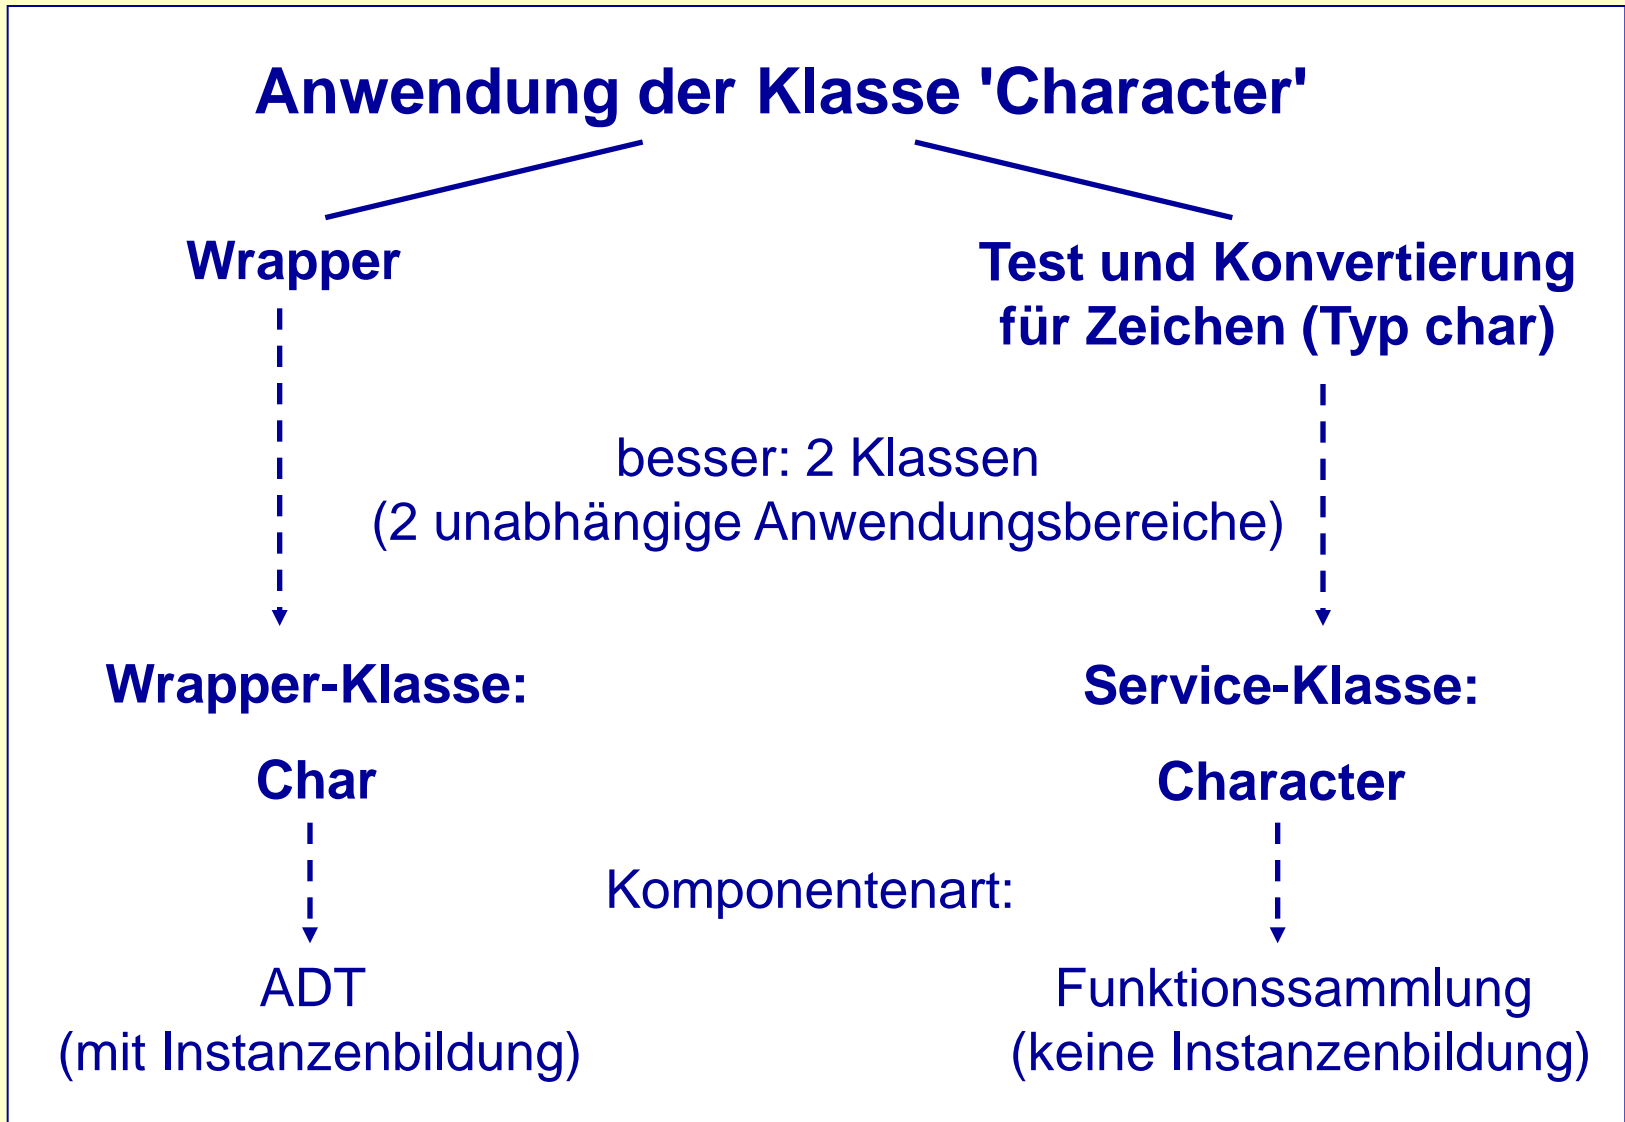 Anwendung der Klasse 'Character'
Wrapper
Test und Konvertierung
für Zeichen (Typ char)
besser: 2 Klassen
(2 unabhängige Anwendungsbereiche)
Wrapper-Klasse:
Service-Klasse:
Char
Character
Komponentenart:
ADT
(mit Instanzenbildung)
Funktionssammlung
(keine Instanzenbildung)